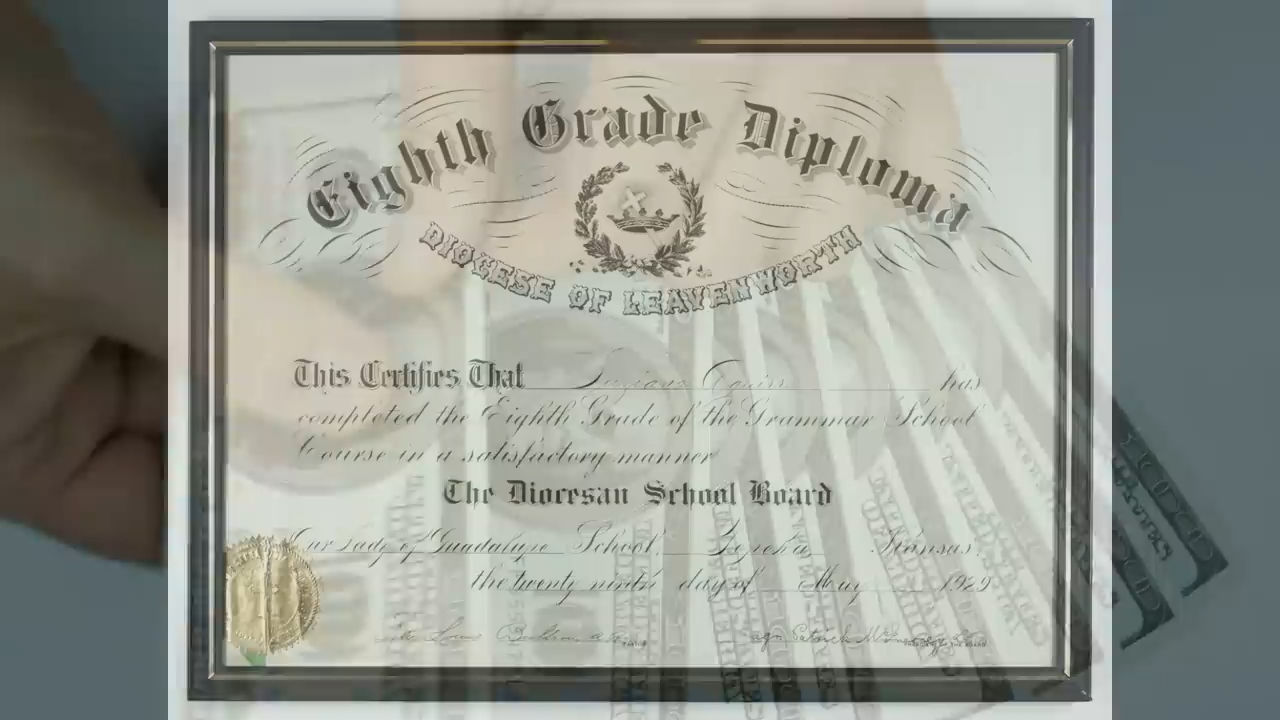 Eighth Grade Diploma
DIOCESE OF LEAVENWORTH
This Certifies That has
completed the Eighth Grade of the Grammar School
Course in a satisfactory manner
The Diocesan School Board
Our Lady of Guadalupe School, Topeka Kansas,
the twenty ninth day of May 1929